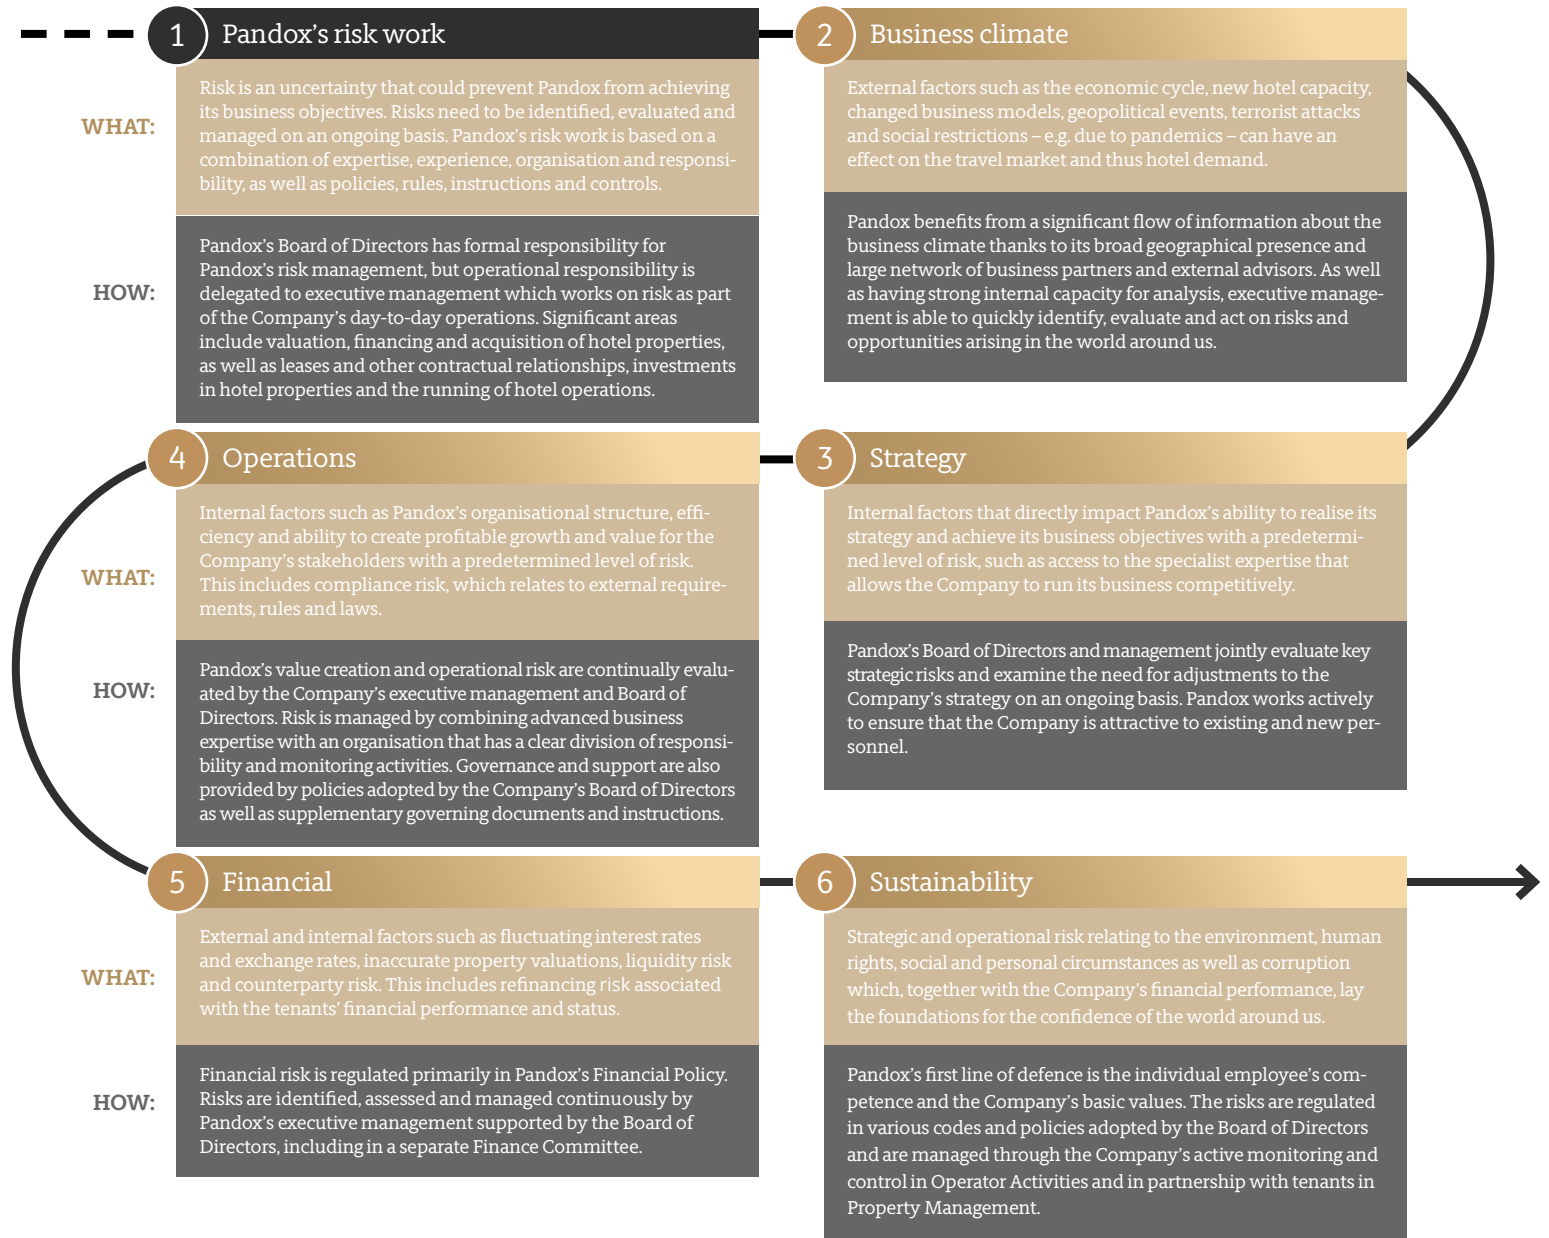 1 Pandox's risk work
WHAT:
Risk is an uncertainty that could prevent Pandox from achieving
its business objectives. Risks need to be identified, evaluated and
managed on an ongoing basis. Pandox's risk work is based on a
combination of expertise, experience, organisation and responsi-
bility, as well as policies, rules, instructions and controls.
HOW:
Pandox's Board of Directors has formal responsibility for
Pandox's risk management, but operational responsibility is
delegated to executive management which works on risk as part
of the Company's day-to-day operations. Significant areas
include valuation, financing and acquisition of hotel properties,
as well as leases and other contractual relationships, investments
in hotel properties and the running of hotel operations.
2 Business climate
External factors such as the economic cycle, new hotel capacity,
changed business models, geopolitical events, terrorist attacks
and social restrictions – e.g. due to pandemics – can have an
effect on the travel market and thus hotel demand.
Pandox benefits from a significant flow of information about the
business climate thanks to its broad geographical presence and
large network of business partners and external advisors. As well
as having strong internal capacity for analysis, executive manage-
ment is able to quickly identify, evaluate and act on risks and
opportunities arising in the world around us.
3 Strategy
Internal factors that directly impact Pandox's ability to realise its
strategy and achieve its business objectives with a predetermi-
ned level of risk, such as access to the specialist expertise that
allows the Company to run its business competitively.
Pandox's Board of Directors and management jointly evaluate key
strategic risks and examine the need for adjustments to the
Company's strategy on an ongoing basis. Pandox works actively
to ensure that the Company is attractive to existing and new per-
sonnel.
4 Operations
WHAT:
Internal factors such as Pandox's organisational structure, effi-
ciency and ability to create profitable growth and value for the
Company's stakeholders with a predetermined level of risk.
This includes compliance risk, which relates to external require-
ments, rules and laws.
HOW:
Pandox's value creation and operational risk are continually evalu-
ated by the Company's executive management and Board of
Directors. Risk is managed by combining advanced business
expertise with an organisation that has a clear division of responsi-
bility and monitoring activities. Governance and support are also
provided by policies adopted by the Company's Board of Directors
as well as supplementary governing documents and instructions.
5 Financial
WHAT:
External and internal factors such as fluctuating interest rates
and exchange rates, inaccurate property valuations, liquidity risk
and counterparty risk. This includes refinancing risk associated
with the tenants' financial performance and status.
HOW:
Financial risk is regulated primarily in Pandox's Financial Policy.
Risks are identified, assessed and managed continuously by
Pandox's executive management supported by the Board of
Directors, including in a separate Finance Committee.
6 Sustainability
Strategic and operational risk relating to the environment, human
rights, social and personal circumstances as well as corruption
which, together with the Company's financial performance, lay
the foundations for the confidence of the world around us.
Pandox's first line of defence is the individual employee's com-
petence and the Company's basic values. The risks are regulated
in various codes and policies adopted by the Board of Directors
and are managed through the Company's active monitoring and
control in Operator Activities and in partnership with tenants in
Property Management.